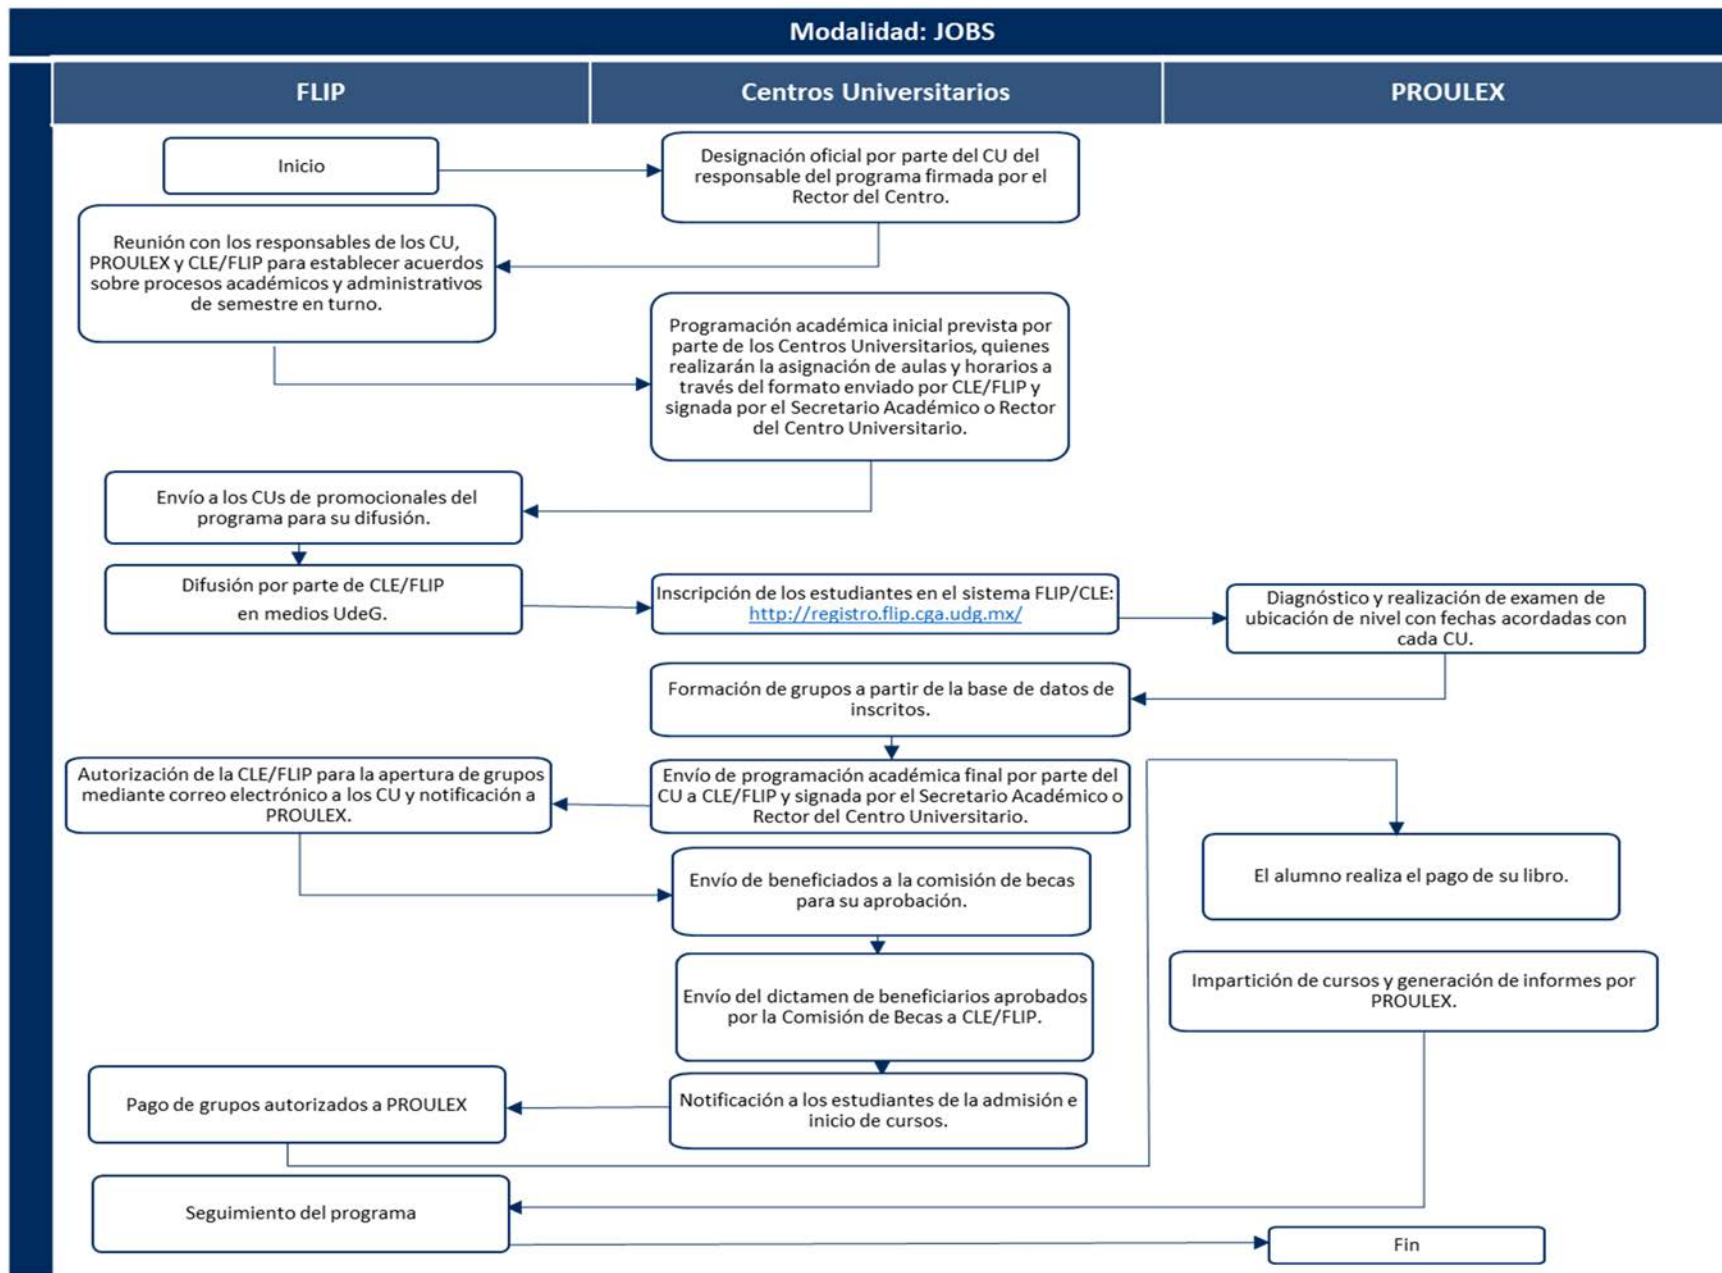 Modalidad: JOBS
FLIP
Centros Universitarios
PROULEX
Inicio
Designación oficial por parte del CU del
responsable del programa firmada por el
Rector del Centro.
Reunión con los responsables de los CU,
PROULEX y CLE/FLIP para establecer acuerdos
sobre procesos académicos y administrativos
de semestre en turno.
Programación académica inicial prevista por
parte de los Centros Universitarios, quienes
realizarán la asignación de aulas y horarios a
través del formato enviado por CLE/FLIP y
signada por el Secretario Académico o Rector
del Centro Universitario.
Envío a los CUs de promocionales del
programa para su difusión.
Difusión por parte de CLE/FLIP
en medios UdeG.
Inscripción de los estudiantes en el sistema FLIP/CLE:
http://registro.flip.cga.udg.mx/
Diagnóstico y realización de examen de
ubicación de nivel con fechas acordadas con
cada CU.
Formación de grupos a partir de la base de datos de
inscritos.
Envío de programación académica final por parte del
CU a CLE/FLIP y signada por el Secretario Académico o
Rector del Centro Universitario.
Autorización de la CLE/FLIP para la apertura de grupos
mediante correo electrónico a los CU y notificación a
PROULEX.
Envío de beneficiados a la comisión de becas
para su aprobación.
Envío del dictamen de beneficiarios aprobados
por la Comisión de Becas a CLE/FLIP.
Notificación a los estudiantes de la admisión e
inicio de cursos.
Pago de grupos autorizados a PROULEX
El alumno realiza el pago de su libro.
Impartición de cursos y generación de informes por
PROULEX.
Seguimiento del programa
Fin